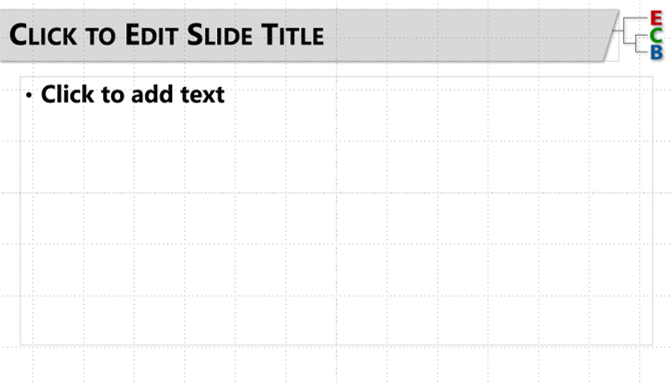 Click to Edit Slide Title
E
C
B
• Click to add text